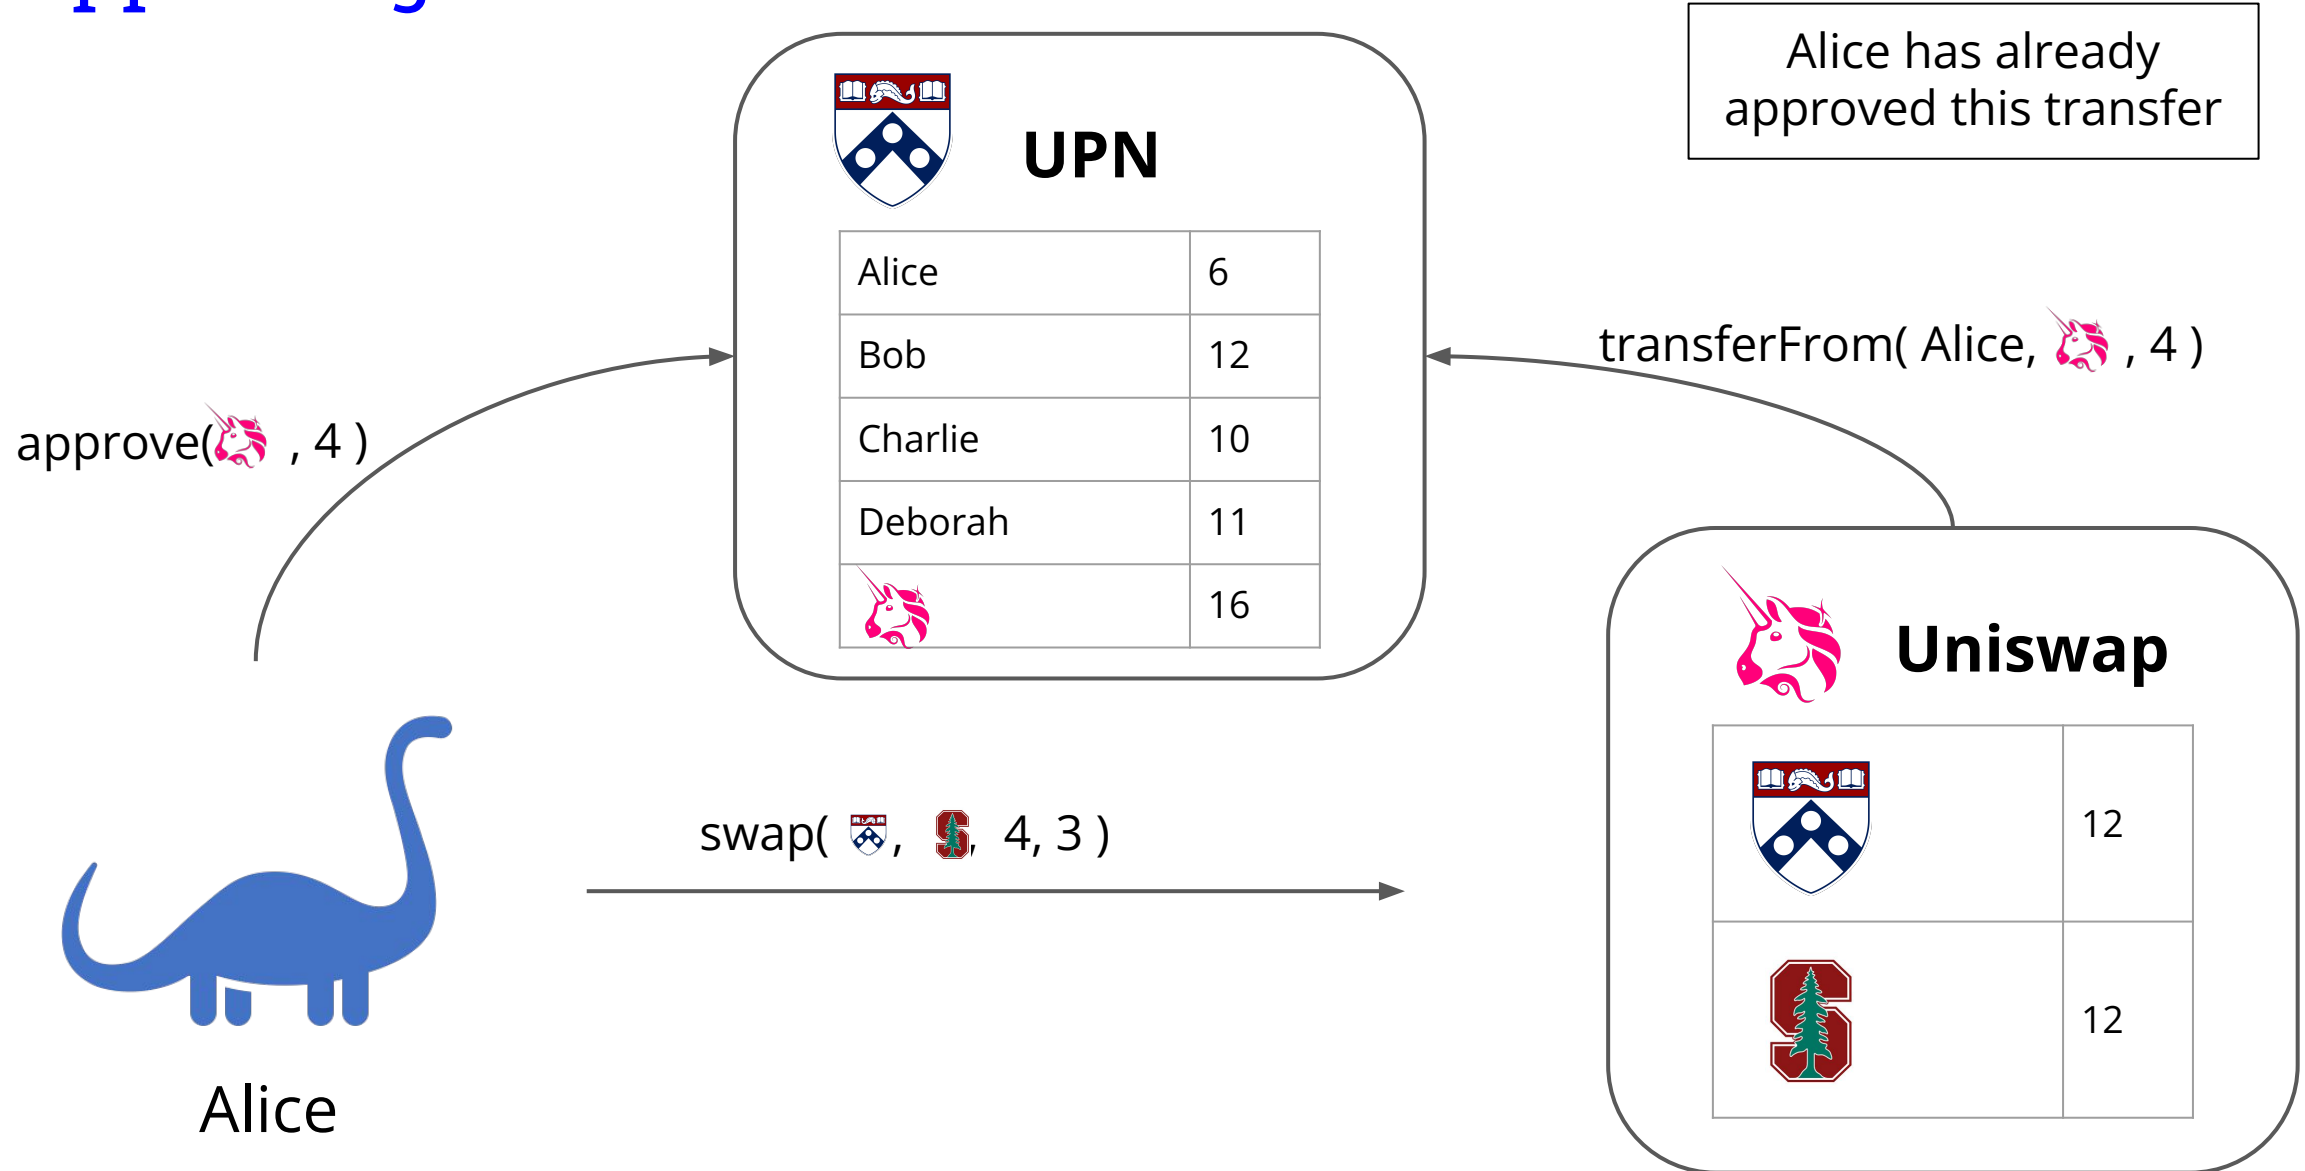 Alice has already
approved this transfer
UPN
Alice 6
Bob 12
Charlie 10
Deborah 11
16
transferFrom( Alice, , 4 )
approve( , 4 )
Uniswap
12
12
swap( , , 4, 3 )
Alice